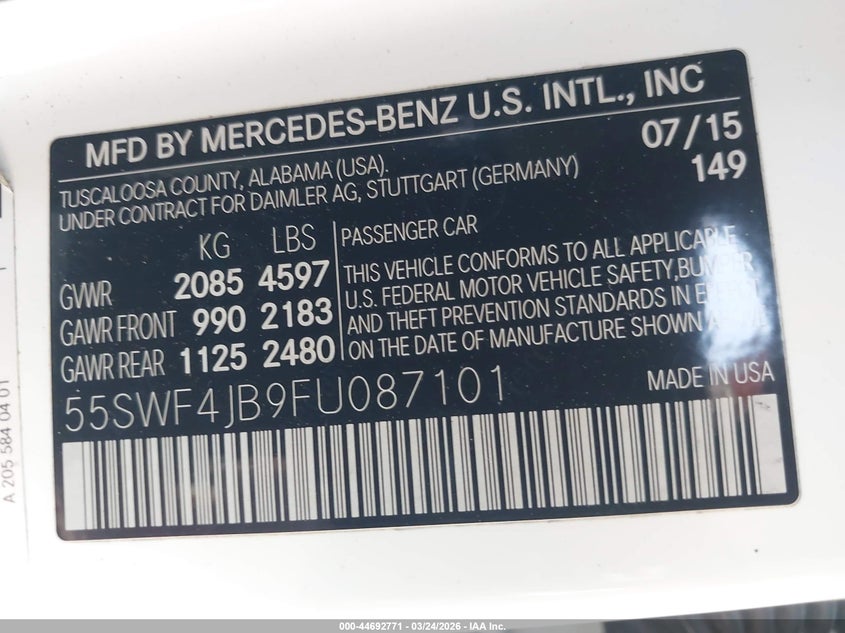 MFD BY MERCEDES-BENZ U.S. INTL., INC
TUSCALOOSA COUNTY, ALABAMA (USA).
UNDER CONTRACT FOR DAIMLER AG, STUTTGART (GERMANY)
07/15
149
KG LBS
GVWR 2085 4597
GAWR FRONT 990 2183
GAWR REAR 1125 2480
PASSENGER CAR
THIS VEHICLE CONFORMS TO ALL APPLICABLE
U.S. FEDERAL MOTOR VEHICLE SAFETY, BUMPER
AND THEFT PREVENTION STANDARDS IN EFFECT
ON THE DATE OF MANUFACTURE SHOWN ABOVE
55SWF4JB9FU087101
MADE IN USA
A 205 584 04 01
000-44692771 | 03/24/2026 – IAA Inc.